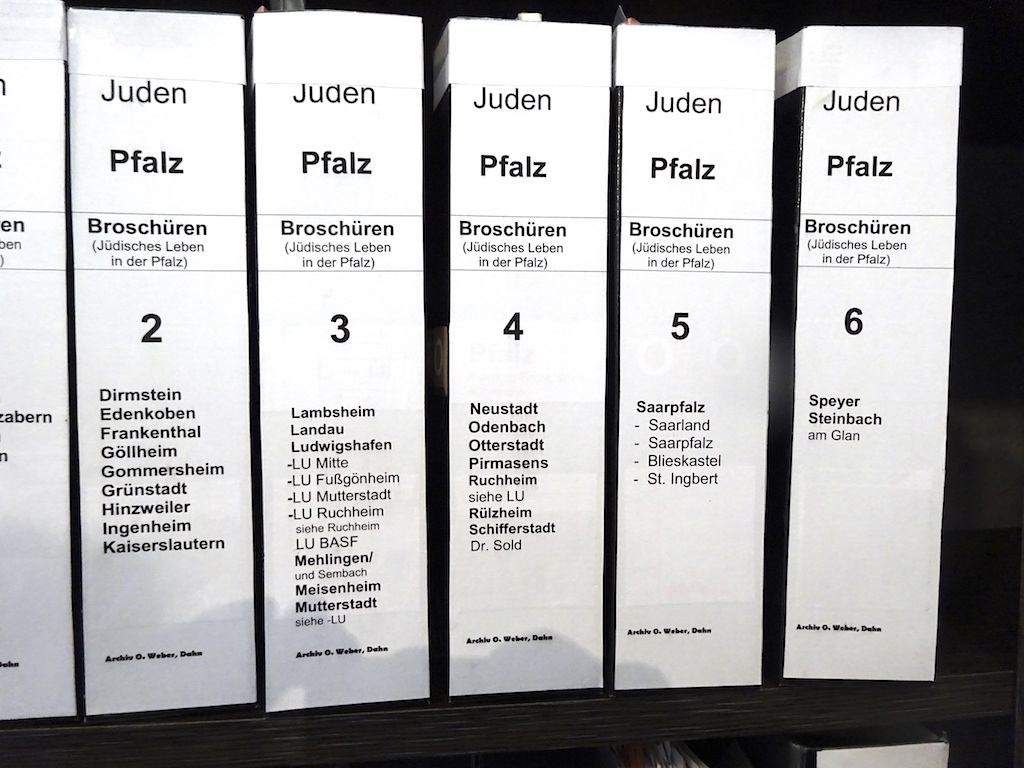 zabern
Juden
Pfalz
Broschüren
(Jüdisches Leben
in der Pfalz)
2
Dirmstein
Edenkoben
Frankenthal
Göllheim
Gommersheim
Grünstadt
Hinzweiler
Ingenheim
Kaiserslautern
Archiv O. Weber, Dahn
Juden
Pfalz
Broschüren
(Jüdisches Leben
in der Pfalz)
3
Lambsheim
Landau
Ludwigshafen
-LU Mitte
-LU Fußgönheim
-LU Mutterstadt
-LU Ruchheim
siehe Ruchheim
LU BASF
Mehlingen/
und Sembach
Meisenheim
Mutterstadt
siehe -LU
Archiv O. Weber, Dahn
Juden
Pfalz
Broschüren
(Jüdisches Leben
in der Pfalz)
4
Neustadt
Odenbach
Otterstadt
Pirmasens
Ruchheim
siehe LU
Rülzheim
Schifferstadt
Dr. Sold
Archiv O. Weber, Dahn
Juden
Pfalz
Broschüren
(Jüdisches Leben
in der Pfalz)
5
Saarpfalz
- Saarland
- Saarpfalz
- Blieskastel
- St. Ingbert
Archiv O. Weber, Dahn
Juden
Pfalz
Broschüren
(Jüdisches Leben
in der Pfalz)
6
Speyer
Steinbach
am Glan
Archiv O. Weber, Dahn